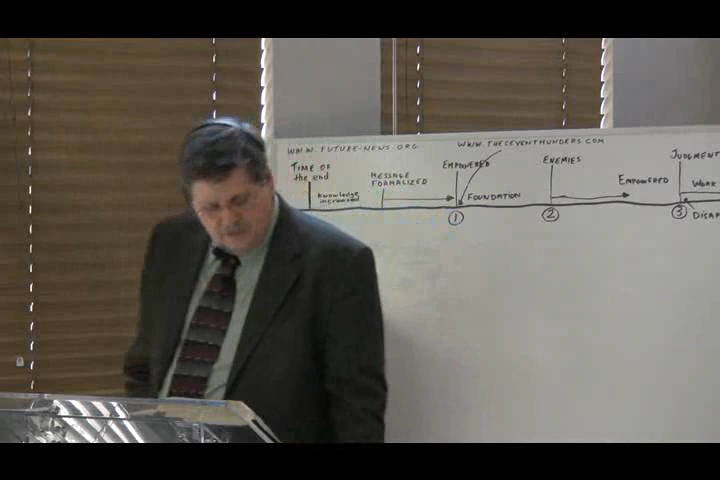 WWW.FUTURE-NEWS.ORG
WWW.THESEVENTHUNDERS.COM
TIME OF
the end
Knowledge
increased
MESSAGE
FORMALIZED
EMPOWERED
FOUNDATION
ENEMIES
EMPOWERED
JUDGMENT
WORK
DISAP
1
2
3